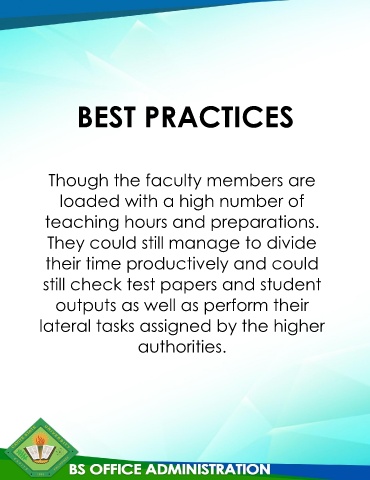 BEST PRACTICES
Though the faculty members are
loaded with a high number of
teaching hours and preparations.
They could still manage to divide
their time productively and could
still check test papers and student
outputs as well as perform their
lateral tasks assigned by the higher
authorities.
BS OFFICE ADMINISTRATION